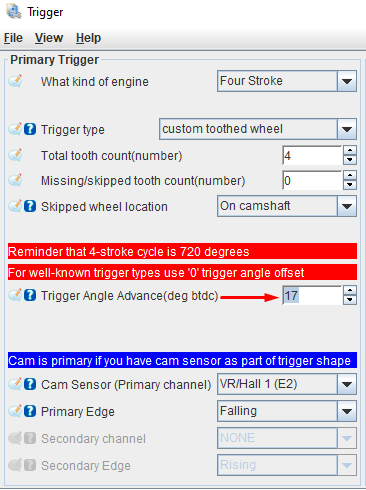 Trigger
File View Help
Primary Trigger
What kind of engine Four Stroke
Trigger type custom toothed wheel
Total tooth count(number) 4
Missing/skipped tooth count(number) 0
Skipped wheel location On camshaft
Reminder that 4-stroke cycle is 720 degrees
For well-known trigger types use '0' trigger angle offset
Trigger Angle Advance(deg btdc) 17
Cam is primary if you have cam sensor as part of trigger shape
Cam Sensor (Primary channel) VR/Hall 1 (E2)
Primary Edge Falling
Secondary channel NONE
Secondary Edge Rising